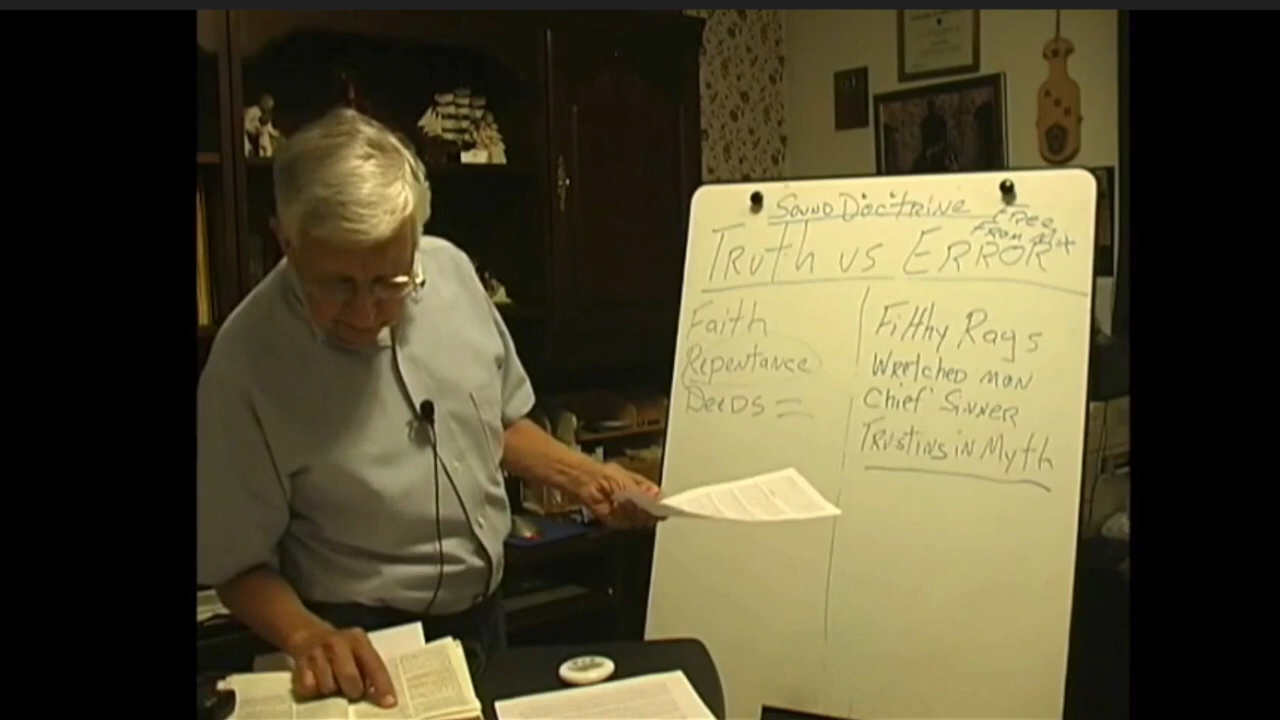 Sound Doctrine
Free
From
Truth vs Error
Faith
Repentance
Deeds =
Filthy Rags
Wretched man
Chief Sinner
Trusting in Myth